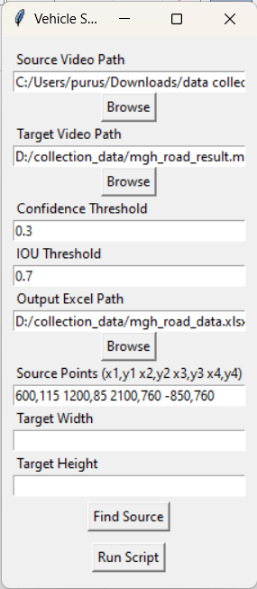 Vehicle S...
Source Video Path
C:/Users/purus/Downloads/data collec
Browse
Target Video Path
D:/collection_data/mgh_road_result.m
Browse
Confidence Threshold
0.3
IOU Threshold
0.7
Output Excel Path
D:/collection_data/mgh_road_data.xlsx
Browse
Source Points (x1,y1 x2,y2 x3,y3 x4,y4)
600,115 1200,85 2100,760 -850,760
Target Width
Target Height
Find Source
Run Script